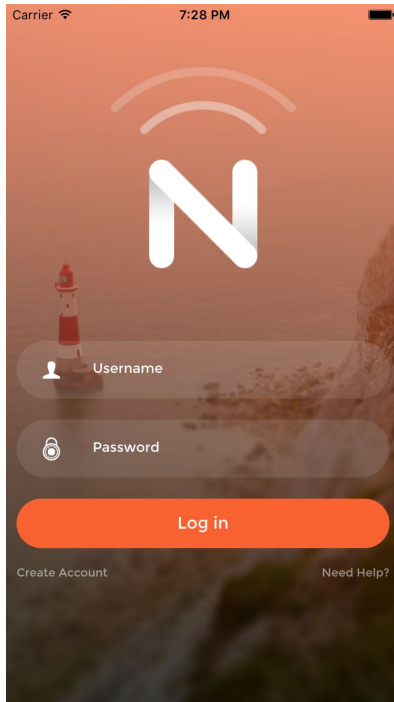 Carrier 7:28 PM
N
Username
Password
Log in
Create Account Need Help?